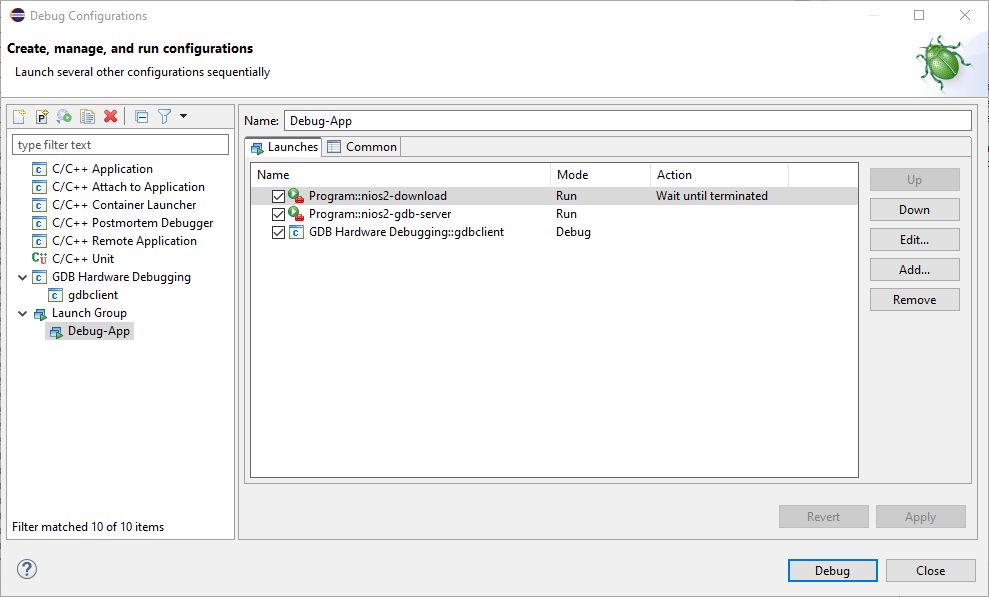 Debug Configurations
Create, manage, and run configurations
Launch several other configurations sequentially
type filter text
C/C++ Application
C/C++ Attach to Application
C/C++ Container Launcher
C/C++ Postmortem Debugger
C/C++ Remote Application
C/C++ Unit
GDB Hardware Debugging
gdbclient
Launch Group
Debug-App
Filter matched 10 of 10 items
Name: Debug-App
Launches Common
Name Mode Action
Program::nios2-download Run Wait until terminated
Program::nios2-gdb-server Run
GDB Hardware Debugging::gdbclient Debug
Up
Down
Edit...
Add...
Remove
Revert Apply
Debug Close